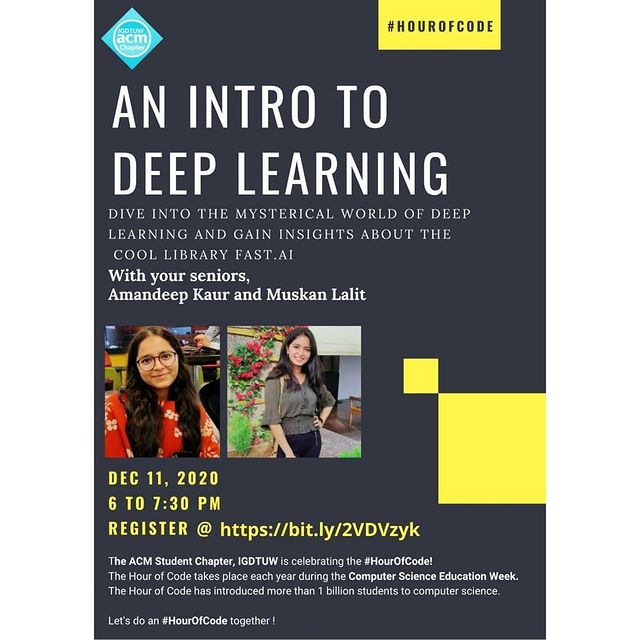 IGDTUW
acm
Chapter
#HOUROFCODE
AN INTRO TO
DEEP LEARNING
DIVE INTO THE MYSTERICAL WORLD OF DEEP
LEARNING AND GAIN INSIGHTS ABOUT THE
COOL LIBRARY FAST.AI
With your seniors,
Amandeep Kaur and Muskan Lalit
DEC 11, 2020
6 TO 7:30 PM
REGISTER @ https://bit.ly/2VDVzyk
The ACM Student Chapter, IGDTUW is celebrating the #HourOfCode!
The Hour of Code takes place each year during the Computer Science Education Week.
The Hour of Code has introduced more than 1 billion students to computer science.
Let's do an #HourOfCode together !